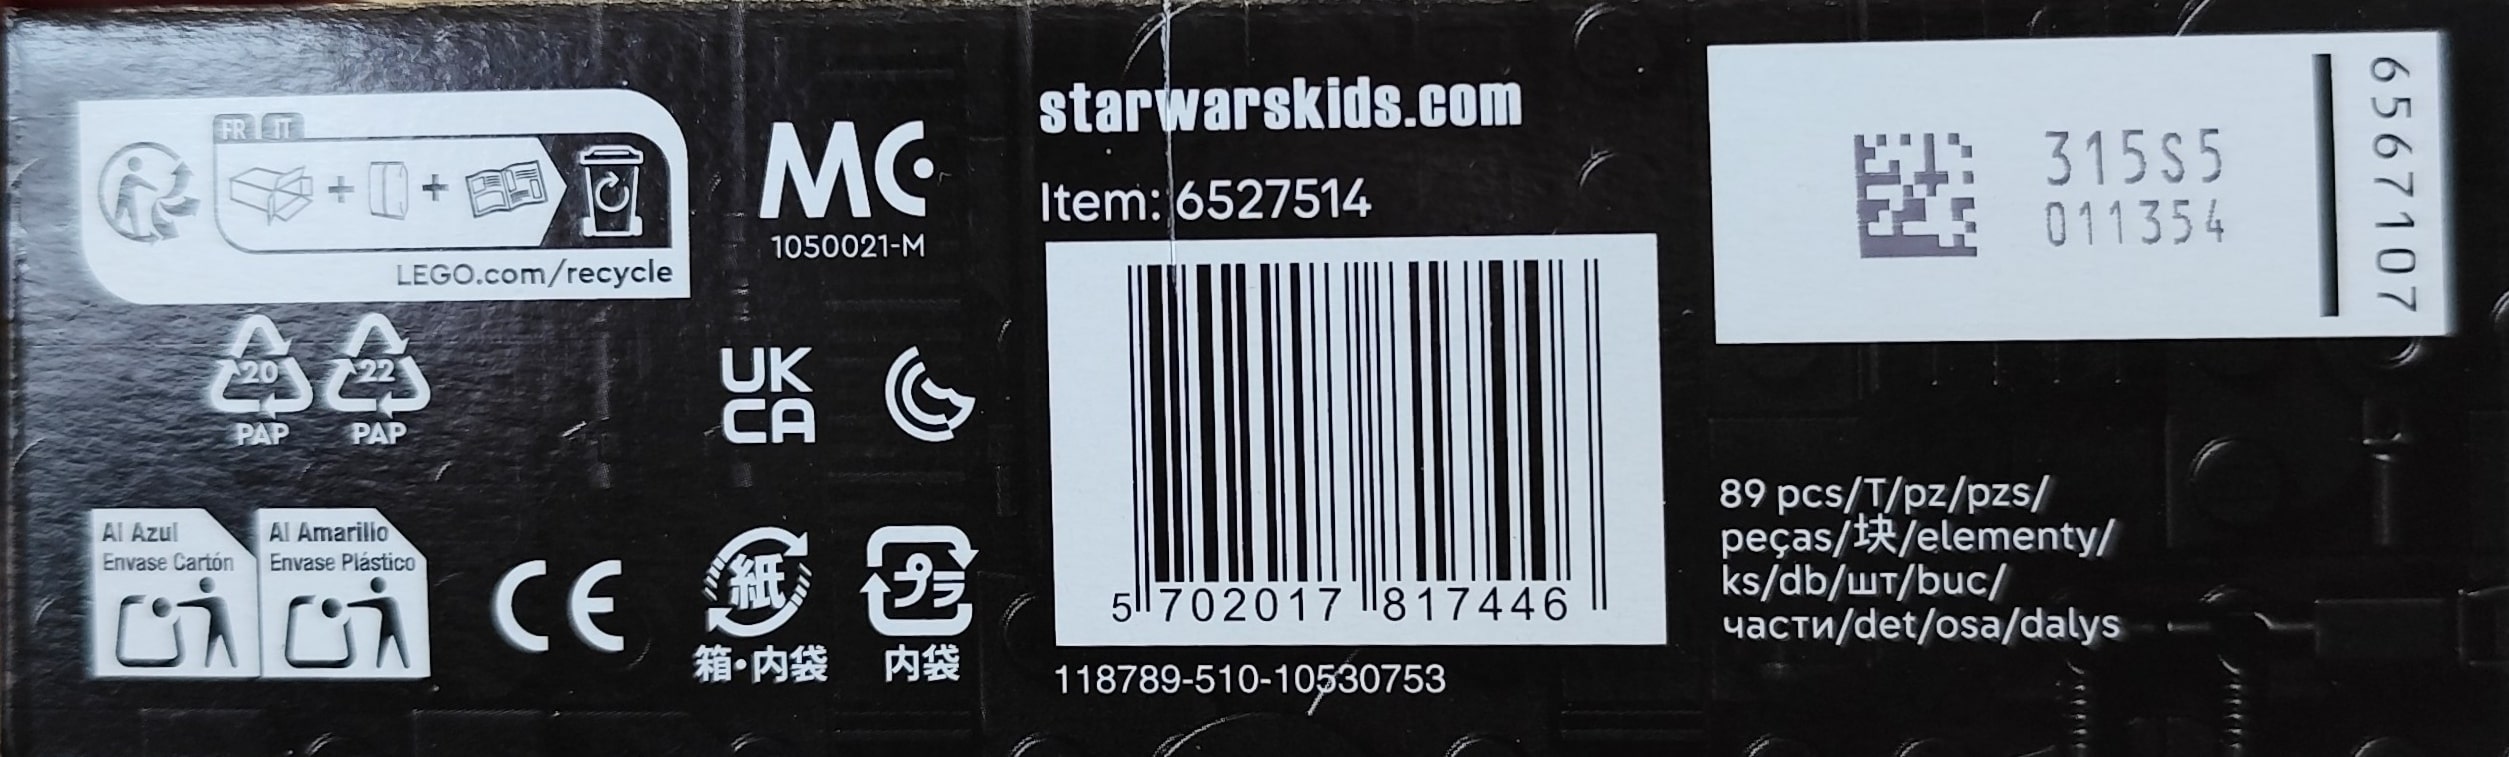 FR IT
LEGO.com/recycle
20
PAP
22
PAP
Al Azul
Envase Cartón
Al Amarillo
Envase Plástico
CE
MC
1050021-M
UK
CA
紙
箱・内袋
プラ
内袋
starwarskids.com
Item: 6527514
5 702017 817446
118789-510-10530753
315S5
011354
6567107
89 pcs/T/pz/pzs/
peças/块/elementy/
ks/db/шт/buc/
части/det/osa/dalys